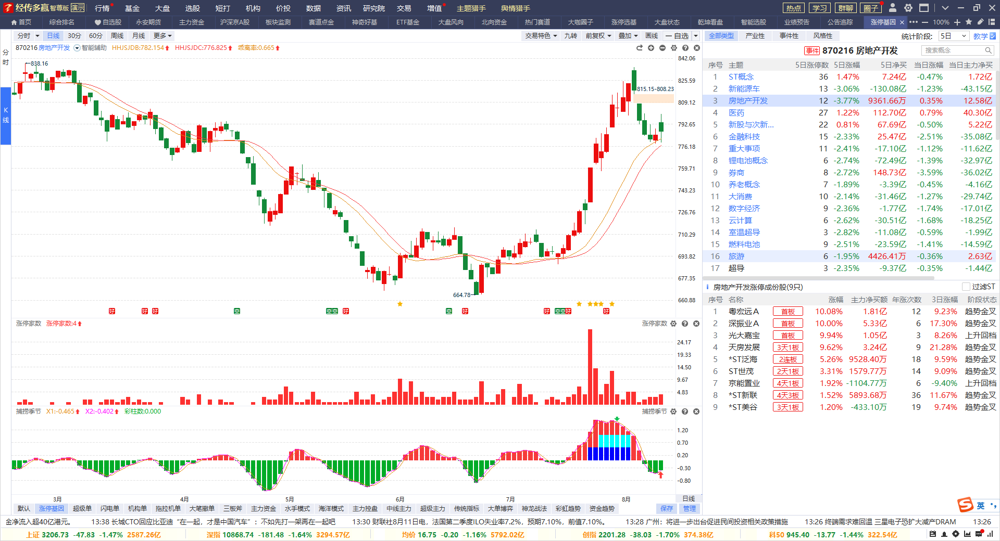 经传多赢 智尊版 演示 行情 基金 大盘 选股 短打 机构 价投 数据 资讯 研究院 交易 增值 主题猎手 舆情猎手 热点 学习 群聊 圈子
首页 综合排名 自选股 永安期货 主力资金 沪深京A股 板块监测 赛道点金 神奇好基 ETF基金 大盘风向 北向资金 热门赛道 大咖圈子 涨停选基 大盘状态 乾坤看盘 智能选股 业绩预告 公告追踪 涨停基因 × ••• 100%
分时
K线
分时 日线 30分 60分 周线 月线 更多 交易特色 九转 前复权 叠加 画线 自选
870216 房地产开发 智能辅助 HHJSJDB:782.154 HHJSJDC:776.825 乖离率:0.665
838.16
815.15-808.23
664.78
842.06
825.59
809.12
792.65
776.18
759.71
743.23
726.76
710.29
693.82
677.35
660.88
好 好 好 空 空 空 好 空 好 好 空 空 好 好
涨停家数 涨停家数:4 涨停家数
24.17
19.33
14.50
9.67
4.83
捕捞季节 X1:-0.465 X2:-0.402 彩柱数:0.000 捕捞季节
1.20
0.70
0.20
-0.30
-0.80
3月 4月 5月 6月 7月 8月 日线
默认 涨停基因 超级单 闪电单 机构单 拖拉机单 大笔撤单 三板斧 主力资金 水手模式 海洋模式 主力控盘 中线主力 超级主力 传统指标 大单博弈 神龙战法 彩虹趋势 资金趋势 保存 管理
全部类型 产业性 事件性 风格性 统计阶段: 5日 教学
事件 870216 房地产开发 搜索概念
序号 主题 5日涨停数 5日涨幅 5日净买 当日涨幅 当日主力净买
1 ST概念 36 1.47% 7.24亿 -0.47% 1.72亿
2 新能源车 13 -3.06% -130.08亿 -1.23% -43.15亿
3 房地产开发 12 -3.77% 9361.66万 0.35% 12.58亿
4 医药 27 1.22% 112.70亿 0.79% 40.30亿
5 新股与次新... 22 0.81% 67.69亿 -0.50% 5.22亿
6 金融科技 15 -2.33% 25.47亿 -2.51% -35.08亿
7 重大事项 11 -2.41% -17.10亿 -1.12% -11.62亿
8 锂电池概念 6 -2.74% -72.49亿 -1.39% -32.97亿
9 券商 8 -2.72% 148.73亿 -3.59% -36.02亿
10 养老概念 7 -1.89% -3.39亿 -0.45% -4.16亿
11 大消费 10 -2.14% -31.46亿 -1.27% -29.74亿
12 数字经济 9 -2.36% -1.77亿 -1.74% -17.01亿
13 云计算 6 -2.62% -30.51亿 -1.68% -18.25亿
14 室温超导 3 -2.82% -11.08亿 -0.59% -1.99亿
15 燃料电池 9 -2.51% -23.59亿 -1.41% -14.59亿
16 旅游 6 -1.95% 4426.41万 -0.36% 2.63亿
17 超导 3 -2.35% -9.37亿 -0.35% -1.44亿
房地产开发涨停成份股(9只) 过滤ST
序号 名称 涨幅 主力净买额 年涨次数 3日涨幅 阶段状态
1 粤宏远A 首板 10.08% 1.81亿 12 9.23% 趋势金叉
2 深振业A 首板 10.00% 5.33亿 6 17.30% 趋势金叉
3 光大嘉宝 首板 9.94% 1.05亿 3 8.26% 上升回档
4 天房发展 3天1板 9.62% 3.24亿 9 21.28% 趋势金叉
5 *ST泛海 2连板 5.26% 9528.40万 18 9.59% 趋势金叉
6 ST世茂 2天1板 3.31% 1579.77万 14 9.09% 趋势金叉
7 京能置业 4天1板 1.92% -1104.77万 6 -9.40% 上升回档
8 *ST新联 4天3板 1.52% 5893.68万 36 11.67% 趋势金叉
9 *ST美谷 3天1板 1.20% -433.10万 19 9.74% 趋势金叉
S 英
金净流入超40亿港元。 13:38 长城CTO回应比亚迪“在一起，才是中国汽车”：不如先打一架再在一起吧 13:30 财联社8月11日电，法国第二季度ILO失业率7.2%，预期7.10%，前值7.10%。 13:28 广州：将进一步出台促进民间投资相关政策措施 13:26 终端需求难回温 三星电子恐扩大减产DRAM 13:26
上证 3206.73 -47.83 -1.47% 2587.26亿 深指 10868.74 -181.48 -1.64% 3294.57亿 均价 16.75 -0.20 -1.16% 5792.02亿 创指 2201.28 -38.03 -1.70% 374.38亿 科50 945.40 -13.77 -1.44% 322.54亿